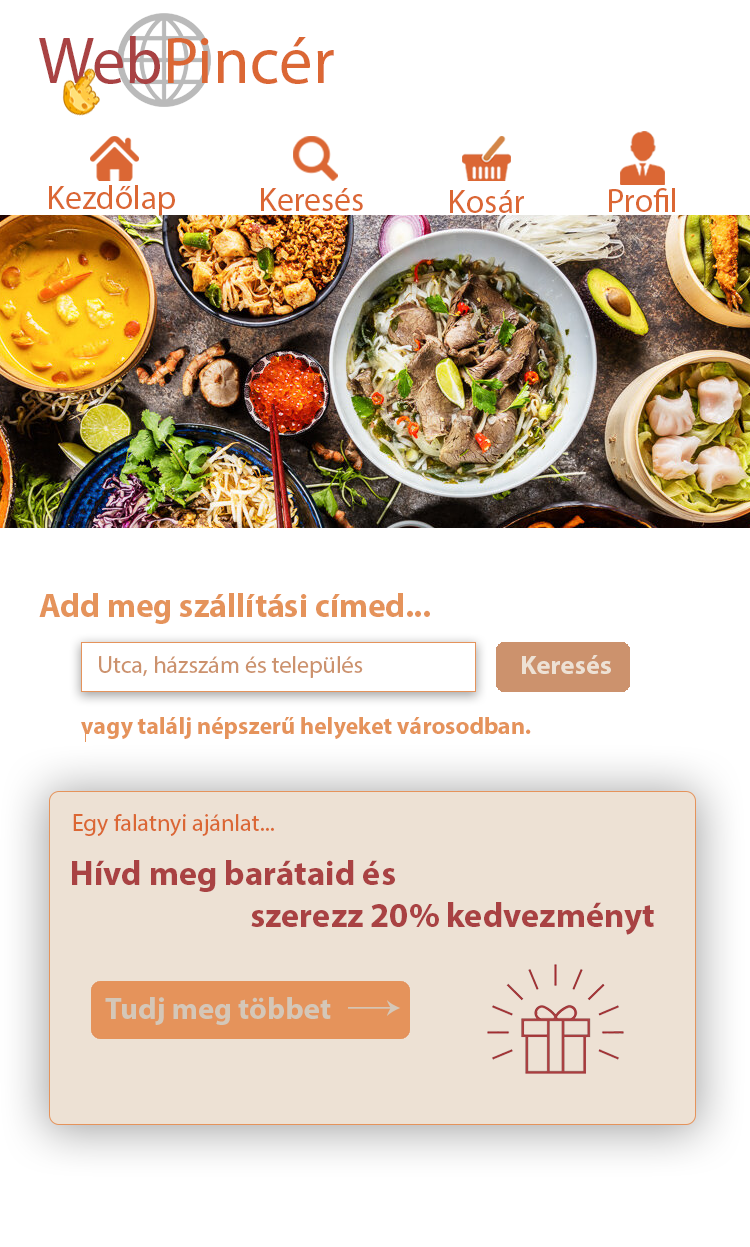 WebPincér
Kezdőlap Keresés Kosár Profil
Add meg szállítási címed...
Utca, házszám és település Keresés
vagy találj népszerű helyeket városodban.
Egy falatnyi ajánlat...
Hívd meg barátaid és
szerezz 20% kedvezményt
Tudj meg többet